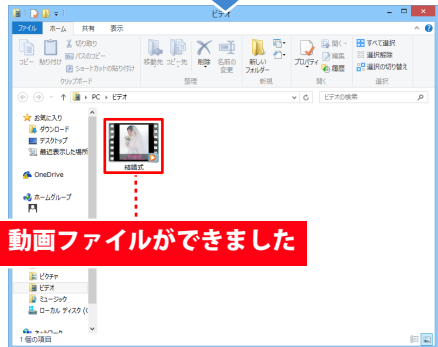 ビデオ
ファイル ホーム 共有 表示
コピー 貼り付け 切り取り
パスのコピー
ショートカットの貼り付け
移動先 コピー先 削除 名前の変更
新しいフォルダー
プロパティ 開く 編集 履歴
すべて選択
選択解除
選択の切り替え
クリップボード 整理 新規 開く 選択
PC ビデオ ビデオの検索
お気に入り
ダウンロード
デスクトップ
最近表示した場所
OneDrive
ホームグループ
結婚式
動画ファイルができました
ピクチャ
ビデオ
ミュージック
ローカル ディスク (C
ネットワーク
1 個の項目